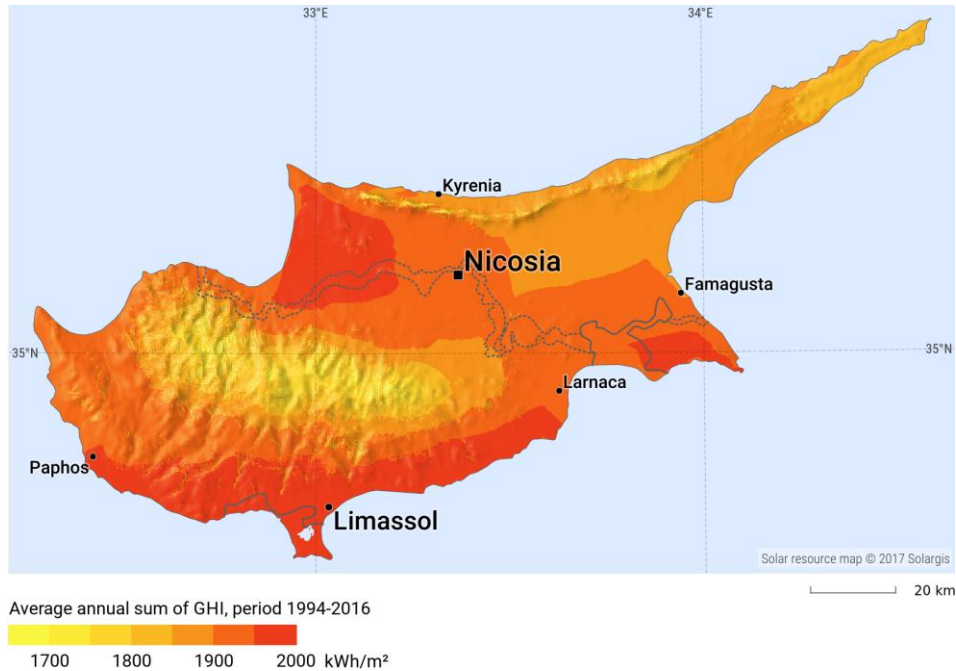 33°E
34°E
Kyrenia
Nicosia
Famagusta
35°N
35°N
Larnaca
Paphos
Limassol
Solar resource map © 2017 Solargis
20 km
Average annual sum of GHI, period 1994-2016
1700 1800 1900 2000 kWh/m²